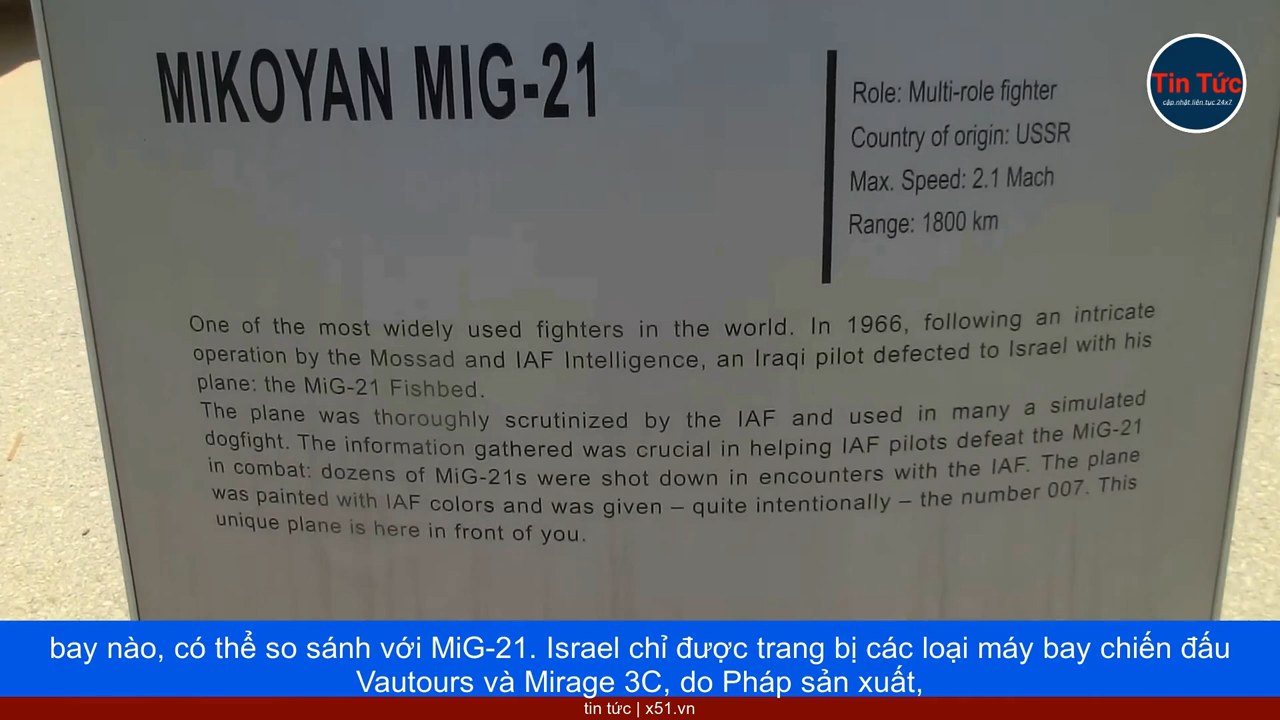 MIKOYAN MIG-21
Role: Multi-role fighter
Country of origin: USSR
Max. Speed: 2.1 Mach
Range: 1800 km
Tin Tức
cập nhật liên tục 24x7
One of the most widely used fighters in the world. In 1966, following an intricate
operation by the Mossad and IAF Intelligence, an Iraqi pilot defected to Israel with his
plane: the MiG-21 Fishbed.
The plane was thoroughly scrutinized by the IAF and used in many a simulated
dogfight. The information gathered was crucial in helping IAF pilots defeat the MiG-21
in combat: dozens of MiG-21s were shot down in encounters with the IAF. The plane
was painted with IAF colors and was given – quite intentionally – the number 007. This
unique plane is here in front of you.
bay nào, có thể so sánh với MiG-21. Israel chỉ được trang bị các loại máy bay chiến đấu
Vautours và Mirage 3C, do Pháp sản xuất,
tin tức | x51.vn